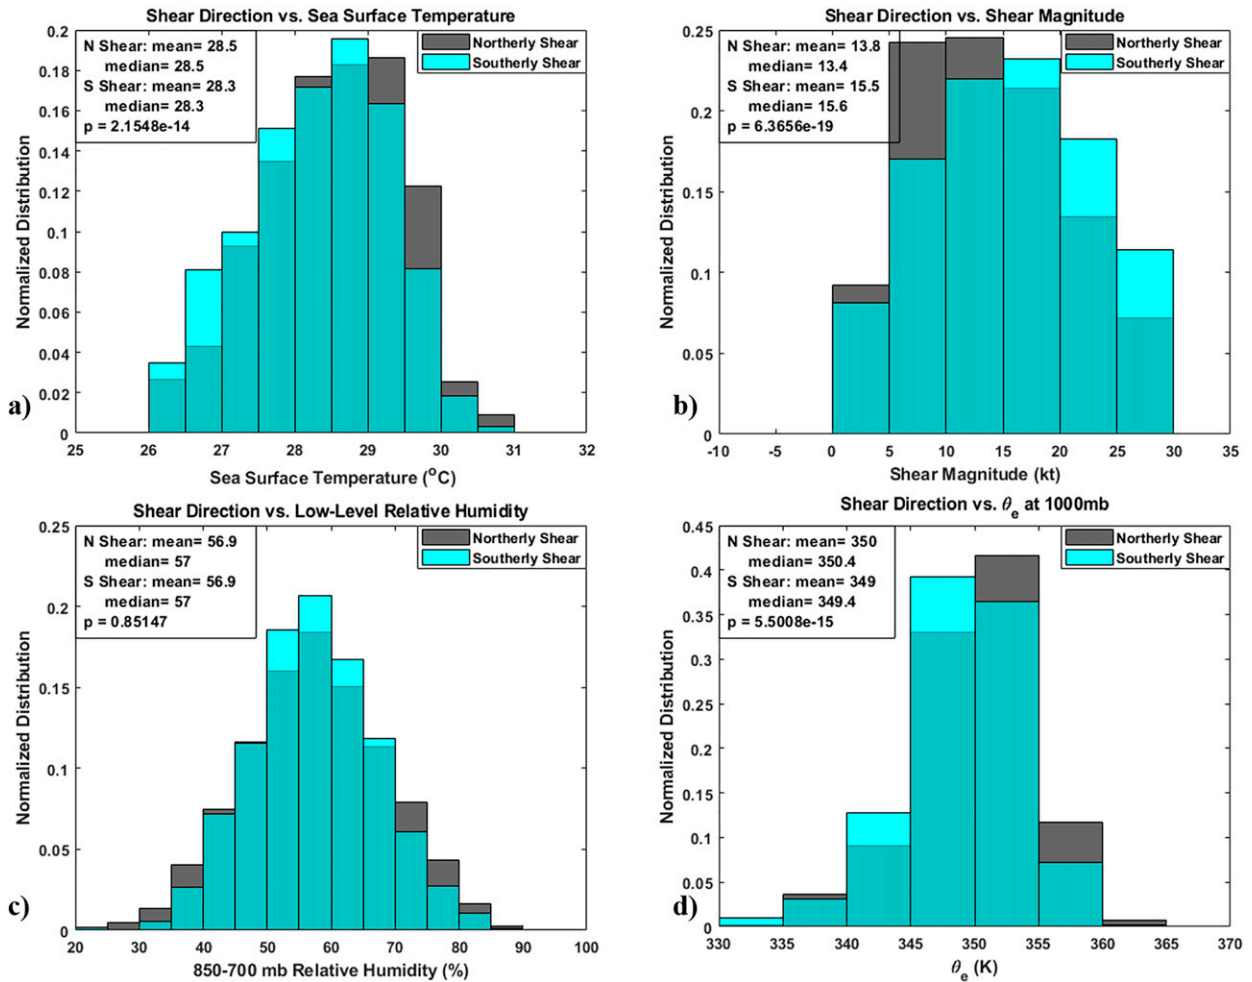 Shear Direction vs. Sea Surface Temperature
N Shear: mean= 28.5
median= 28.5
S Shear: mean= 28.3
median= 28.3
p = 2.1548e-14
Northerly Shear
Southerly Shear
0.2
0.18
0.16
0.14
0.12
0.1
0.08
0.06
0.04
0.02
0
Normalized Distribution
a)
25
26
27
28
29
30
31
32
Sea Surface Temperature (°C)
Shear Direction vs. Shear Magnitude
N Shear: mean = 13.8
median= 13.4
S Shear: mean= 15.5
median= 15.6
p = 6.3656e-19
Northerly Shear
Southerly Shear
0.25
0.2
0.15
0.1
0.05
0
Normalized Distribution
b)
-10
-5
0
5
10
15
20
25
30
35
Shear Magnitude (kt)
Shear Direction vs. Low-Level Relative Humidity
N Shear: mean= 56.9
median= 57
S Shear: mean= 56.9
median= 57
p = 0.85147
Northerly Shear
Southerly Shear
0.25
0.2
0.15
0.1
0.05
0
Normalized Distribution
c)
20
30
40
50
60
70
80
90
100
850-700 mb Relative Humidity (%)
Shear Direction vs. θe at 1000mb
N Shear: mean= 350
median= 350.4
S Shear: mean= 349
median= 349.4
p = 5.5008e-15
Northerly Shear
Southerly Shear
0.45
0.4
0.35
0.3
0.25
0.2
0.15
0.1
0.05
0
Normalized Distribution
d)
330
335
340
345
350
355
360
365
370
θe (K)